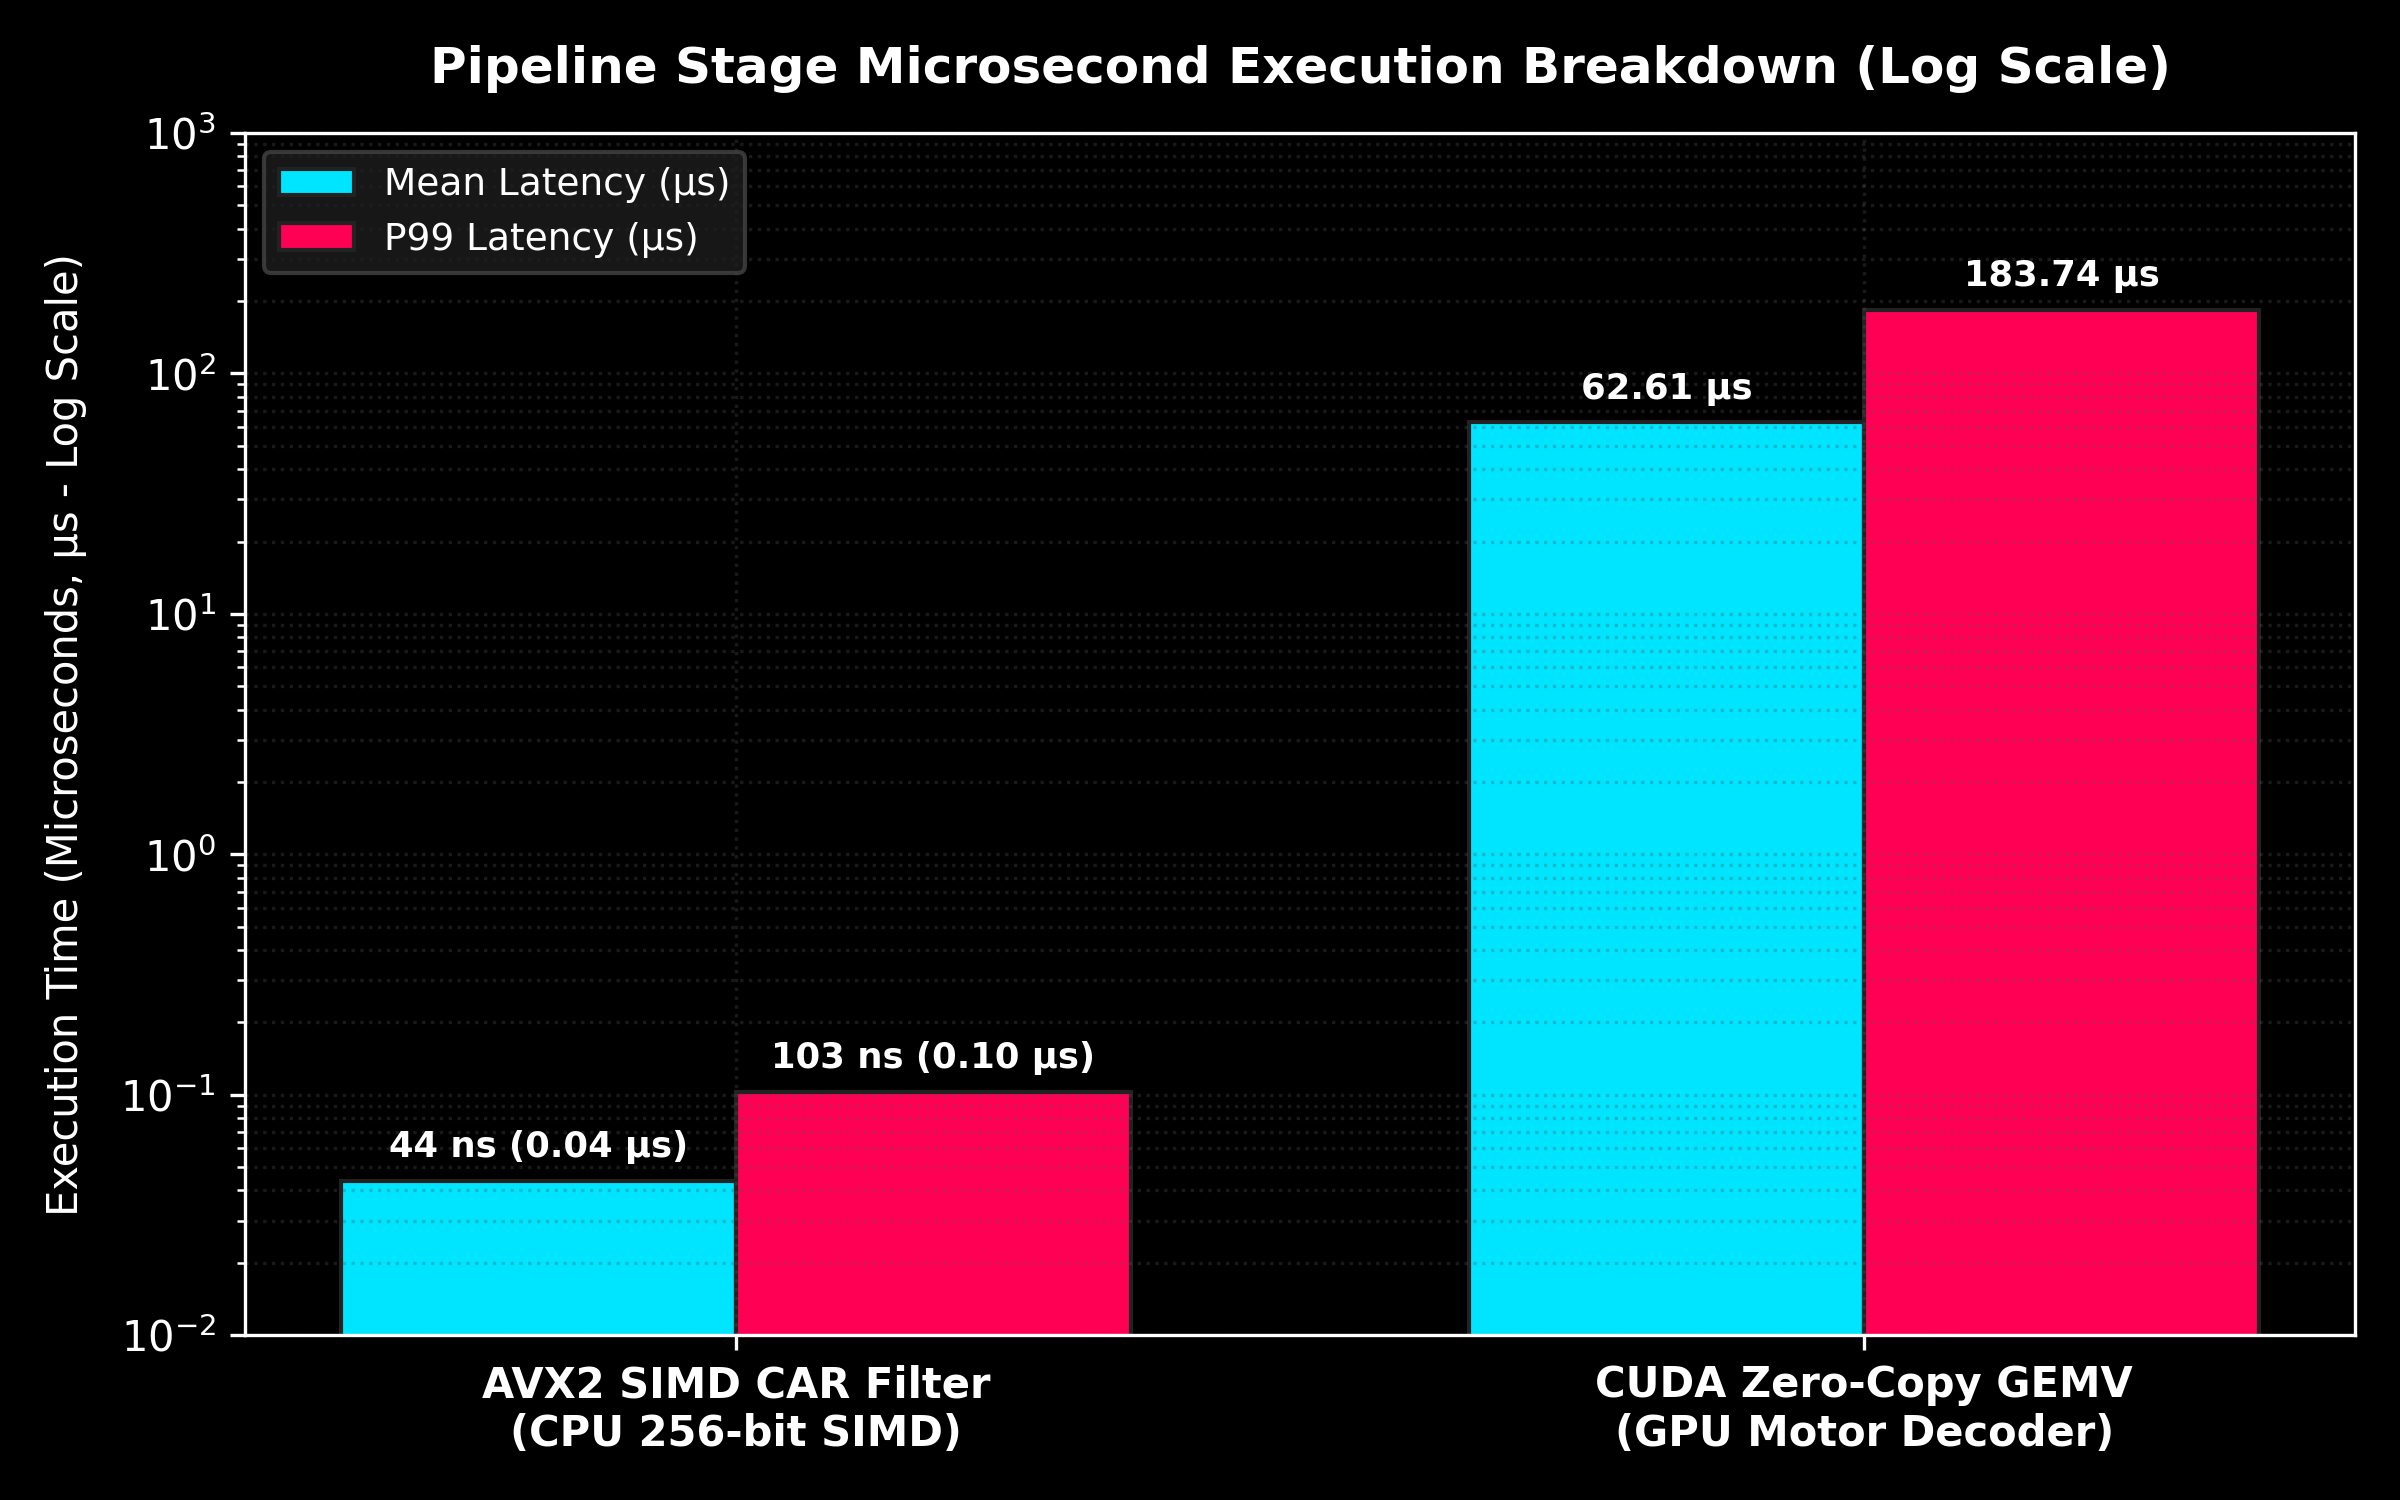 Pipeline Stage Microsecond Execution Breakdown (Log Scale)
Mean Latency (µs)
P99 Latency (µs)
Execution Time (Microseconds, µs - Log Scale)
10³
10²
10¹
10⁰
10⁻¹
10⁻²
44 ns (0.04 µs)
103 ns (0.10 µs)
62.61 µs
183.74 µs
AVX2 SIMD CAR Filter
(CPU 256-bit SIMD)
CUDA Zero-Copy GEMV
(GPU Motor Decoder)